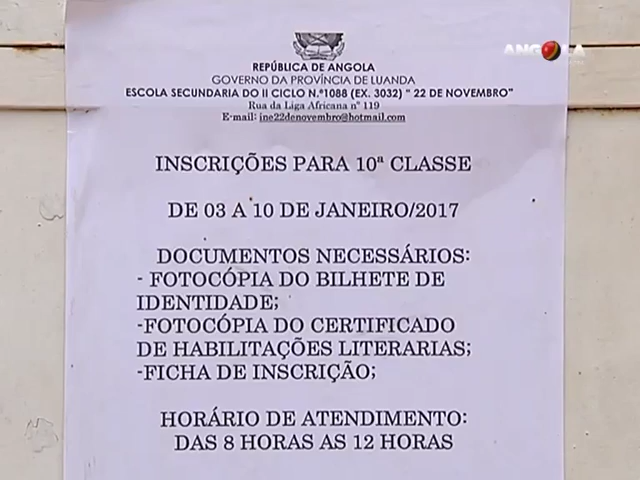 ANGOLA
REPÚBLICA DE ANGOLA
GOVERNO DA PROVÍNCIA DE LUANDA
ESCOLA SECUNDARIA DO II CICLO N.º1088 (EX. 3032) " 22 DE NOVEMBRO"
Rua da Liga Africana nº 119
E-mail: ine22denovembro@hotmail.com
INSCRIÇÕES PARA 10ª CLASSE
DE 03 A 10 DE JANEIRO/2017
DOCUMENTOS NECESSÁRIOS:
- FOTOCÓPIA DO BILHETE DE
IDENTIDADE;
-FOTOCÓPIA DO CERTIFICADO
DE HABILITAÇÕES LITERARIAS;
-FICHA DE INSCRIÇÃO;
HORÁRIO DE ATENDIMENTO:
DAS 8 HORAS AS 12 HORAS